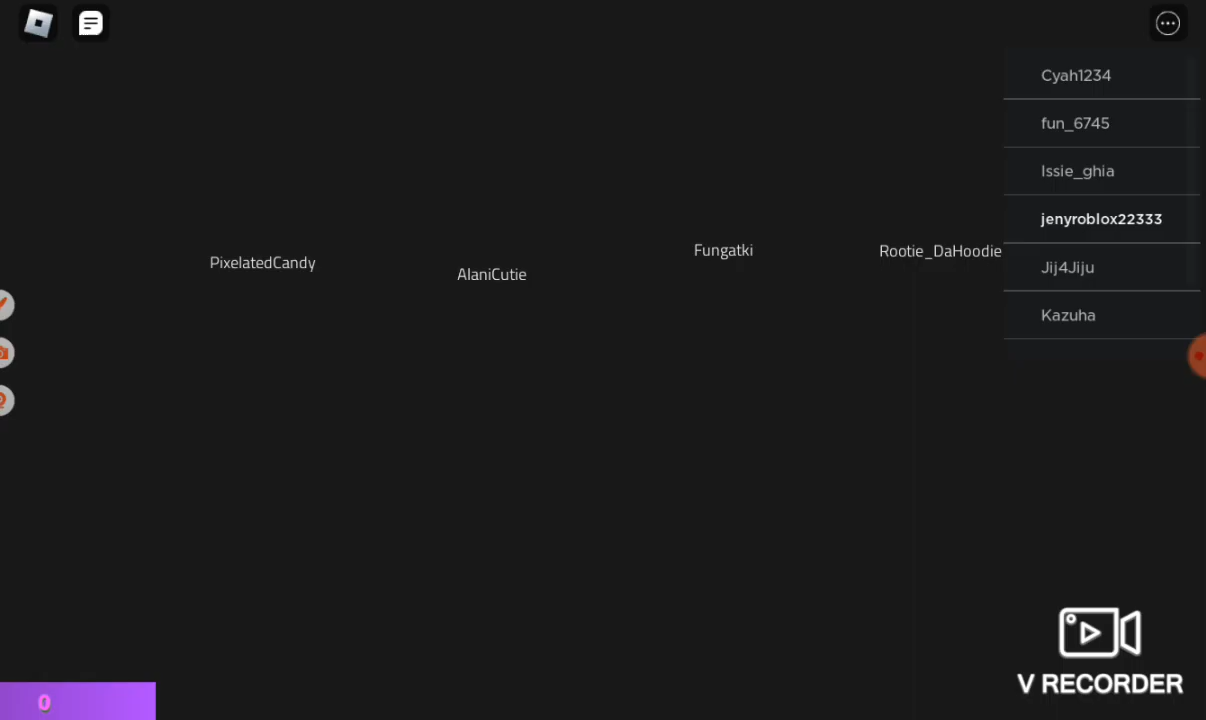 Cyah1234
fun_6745
Issie_ghia
jenyroblox22333
Jij4Jiju
Kazuha
PixelatedCandy
AlaniCutie
Fungatki
Rootie_DaHoodie
V RECORDER
0